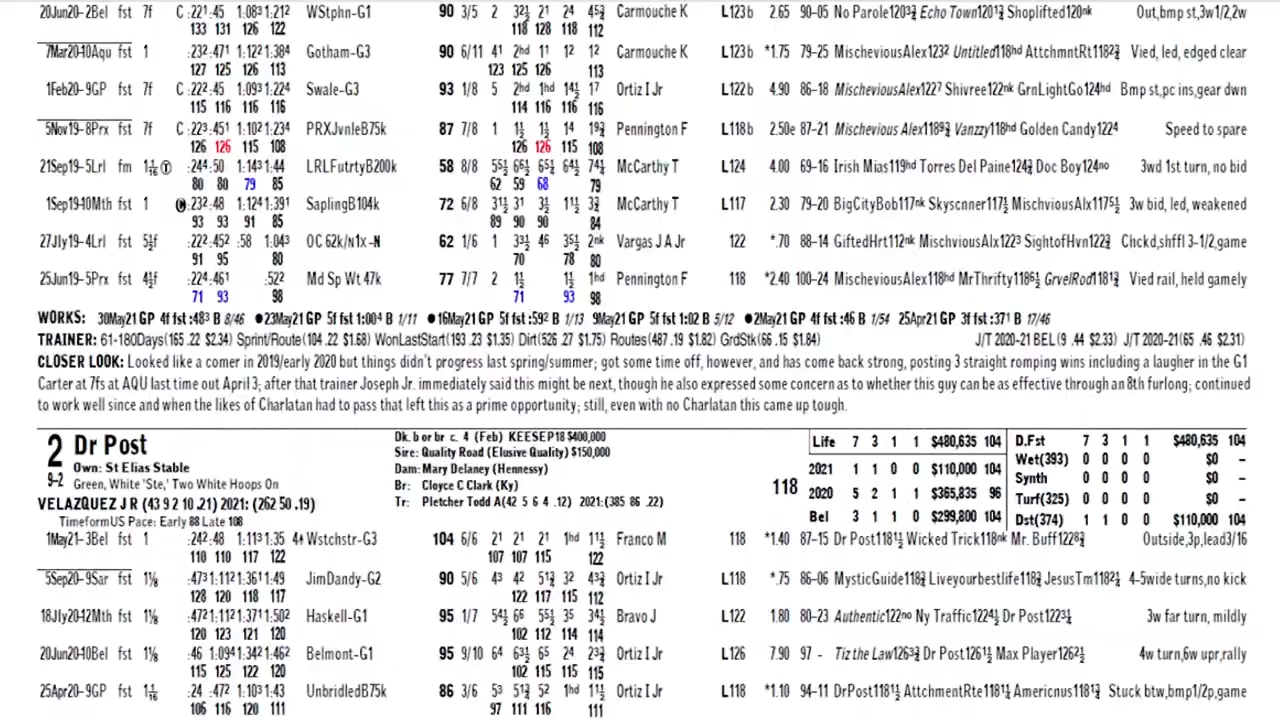 20Jun20-2Bel fst 7f C :221:45 1:083 1:212 WStphn-G1 90 3/5 2 32½ 21 24 45¾ Carmouche K L123 b 2.65 90-05 No Parole1203¾ Echo Town1201¾ Shoplifted120nk Out,bmp st,3w1/2,2w
133 131 126 122 118 128 118 112
7Mar20-10Aqu fst 1 :232:471 1:122 1:384 Gotham-G3 90 6/11 41 2hd 11 12 12 Carmouche K L123 b *1.75 79-25 MischeviousAlex1232 Untitled118hd AttchmntRt1182¾ Vied, led, edged clear
127 125 126 113 123 125 126 113
1Feb20-9GP fst 7f C :222:45 1:093 1:224 Swale-G3 93 1/8 5 2hd 1hd 14½ 17 Ortiz I Jr L122 b 4.90 86-18 MischeviousAlex1227 Shivree122nk GrnLightGo124hd Bmp st,pc ins,gear dwn
115 116 116 116 114 116 116 116
5Nov19-8Prx fst 7f C :223:451 1:102 1:234 PRXJvnleB75k 87 7/8 1 1½ 1½ 14 19¾ Pennington F L118 b 2.50e 87-21 Mischevious Alex1189¾ Vanzzy118hd Golden Candy1224 Speed to spare
126 126 115 108 126 126 115 108
21Sep19-5Lrl fm 1 1/16 Ⓣ :244:50 1:143 1:44 LRLFutrtyB200k 58 8/8 55½ 66½ 65½ 64½ 74¾ McCarthy T L124 4.00 69-16 Irish Mias119hd Torres Del Paine124¾ Doc Boy124no 3wd 1st turn, no bid
80 80 79 85 62 59 68 79
1Sep19-10Mth fst 1 :232:48 1:124 1:391 SaplingB104k 72 6/8 31½ 31 3½ 11½ 3¾ McCarthy T L117 2.30 79-20 BigCityBob117nk Skyscnner117½ MischviousAlx1175½ 3w bid, led, weakened
93 93 91 85 89 90 90 84
27Jly19-4Lrl fst 5½f :222:452 :58 1:043 OC 62k/N1X-N 62 1/6 1 33½ 46 35½ 2nk Vargas J A Jr 122 *.70 88-14 GiftedHrt112nk MischviousAlx1223 SightofHvn122¾ Chckd,shffl 3-1/2,game
91 95 80 70 78 80
25Jun19-5Prx fst 4½f :224:461 :522 Md Sp Wt 47k 77 7/7 2 1½ 1½ 1hd Pennington F 118 *2.40 100-24 MischeviousAlex118hd MrThrifty1186½ GrvelRod1181¾ Vied rail, held gamely
71 93 98 71 93 98
WORKS: 30May21 GP 4f fst :483 B 8/46 ●23May21 GP 5f fst 1:004 B 1/11 ●16May21 GP 5f fst :592 B 1/13 9May21 GP 5f fst 1:02 B 5/12 ●2May21 GP 4f fst :46 B 1/54 25Apr21 GP 3f fst :371 B 17/46
TRAINER: 61-180Days(165 .22 $2.34) Sprint/Route(104 .22 $1.68) WonLastStart(193 .23 $1.35) Dirt(526 .27 $1.75) Routes(487 .19 $1.82) GrdStk(66 .15 $1.84) J/T 2020-21 BEL(9 .44 $2.33) J/T 2020-21(65 .46 $2.31)
CLOSER LOOK: Looked like a comer in 2019/early 2020 but things didn't progress last spring/summer; got some time off, however, and has come back strong, posting 3 straight romping wins including a laugher in the G1
Carter at 7fs at AQU last time out April 3; after that trainer Joseph Jr. immediately said this might be next, though he also expressed some concern as to whether this guy can be as effective through an 8th furlong; continued
to work well since and when the likes of Charlatan had to pass that left this as a prime opportunity; still, even with no Charlatan this came up tough.
2 Dr Post
9-2 Own: St Elias Stable
Green, White 'Ste,' Two White Hoops On
VELAZQUEZ J R (43 9 2 10 .21) 2021: (262 50 .19)
TimeformUS Pace: Early 88 Late 108
Dk. b or br c. 4 (Feb) KEESEP18 $400,000
Sire: Quality Road (Elusive Quality) $150,000
Dam: Mary Delaney (Hennessy)
Br: Cloyce C Clark (Ky)
Tr: Pletcher Todd A(42 5 6 4 .12) 2021:(385 86 .22)
118
Life 7 3 1 1 $480,635 104
2021 1 1 0 0 $110,000 104
2020 5 2 1 1 $365,835 96
Bel 3 1 1 0 $299,800 104
D.Fst 7 3 1 1 $480,635 104
Wet(393) 0 0 0 0 $0 -
Synth 0 0 0 0 $0 -
Turf(325) 0 0 0 0 $0 -
Dst(374) 1 1 0 0 $110,000 104
1May21-3Bel fst 1 :242:48 1:113 1:35 4↑ Wstchstr-G3 104 6/6 21 21 21 1hd 11½ Franco M 118 *1.40 87-15 Dr Post1181½ Wicked Trick118nk Mr. Buff1228¾ Outside,3p,lead3/16
110 110 117 122 107 107 115 122
5Sep20-9Sar fst 1⅛ :473 1:112 1:361 1:49 JimDandy-G2 90 5/6 43 42 51¾ 32 43¾ Ortiz I Jr L118 *.75 86-06 MysticGuide118¾ Liveyourbestlife118¾ JesusTm1182½ 4-5wide turns,no kick
128 120 118 117 122 117 115 112
18Jly20-12Mth fst 1⅛ :472 1:112 1:371 1:502 Haskell-G1 95 1/7 54½ 66 55½ 35 34½ Bravo J L122 1.80 80-23 Authentic122no Ny Traffic1224½ Dr Post1223½ 3w far turn, mildly
120 123 121 120 102 112 114 114
20Jun20-10Bel fst 1⅛ :46 1:094 1:342 1:462 Belmont-G1 95 9/10 64 63½ 65 24 23¾ Ortiz I Jr L126 7.90 97 - Tiz the Law1263¾ Dr Post1261½ Max Player1262½ 4w turn,6w upr,rally
115 125 122 120 102 115 115 115
25Apr20-9GP fst 1 1/16 :24 :472 1:103 1:43 UnbridledB75k 86 3/6 53 51¾ 52 1hd 11½ Ortiz I Jr L118 *1.10 94-11 DrPost1181½ AttchmentRte1181½ Americnus1181¾ Stuck btw,bmp1/2p,game
106 116 120 111 97 111 116 111